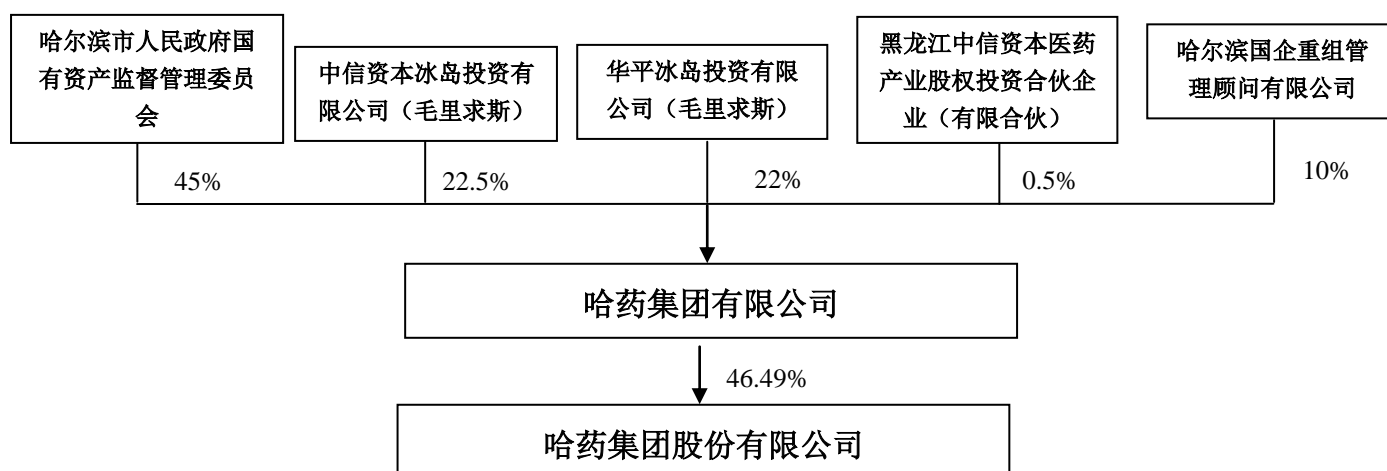 哈尔滨市人民政府国
有资产监督管理委员
会
中信资本冰岛投资有
限公司（毛里求斯）
华平冰岛投资有限
公司（毛里求斯）
黑龙江中信资本医药
产业股权投资合伙企
业（有限合伙）
哈尔滨国企重组管
理顾问有限公司
45%
22.5%
22%
0.5%
10%
哈药集团有限公司
46.49%
哈药集团股份有限公司